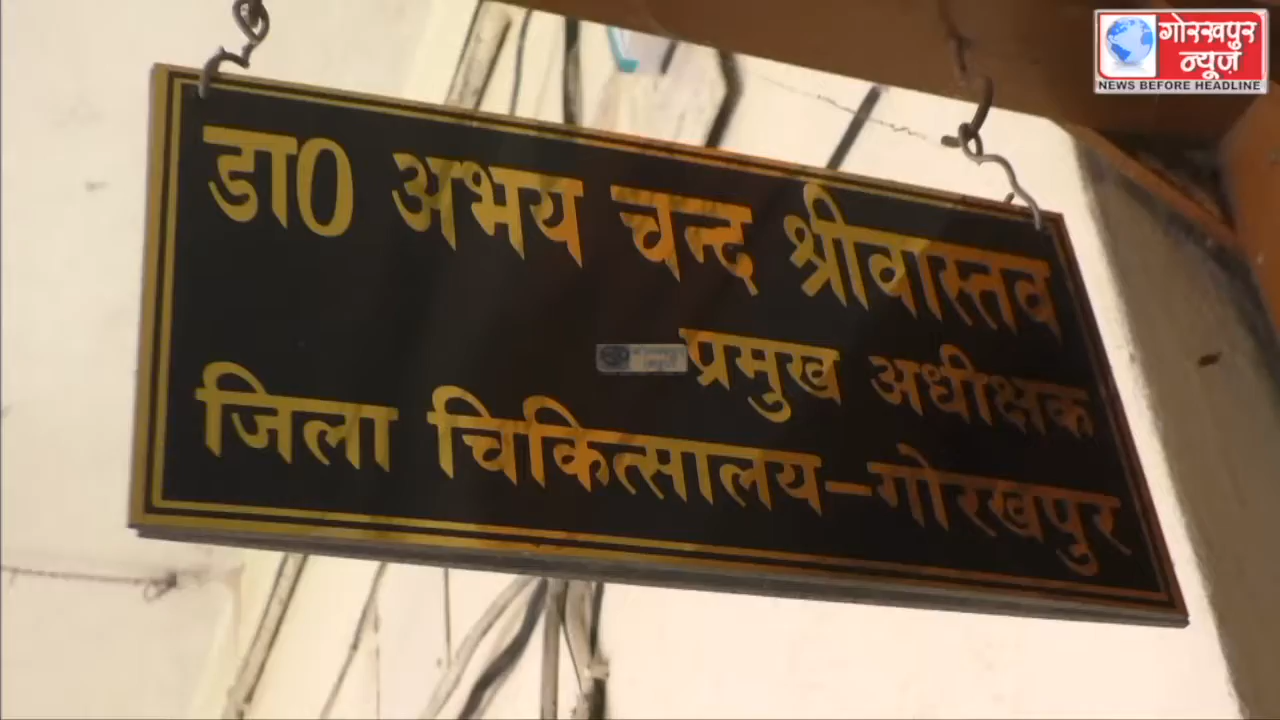 गोरखपुर
न्यूज़
NEWS BEFORE HEADLINE
डा0 अभय चन्द श्रीवास्तव
प्रमुख अधीक्षक
जिला चिकित्सालय-गोरखपुर